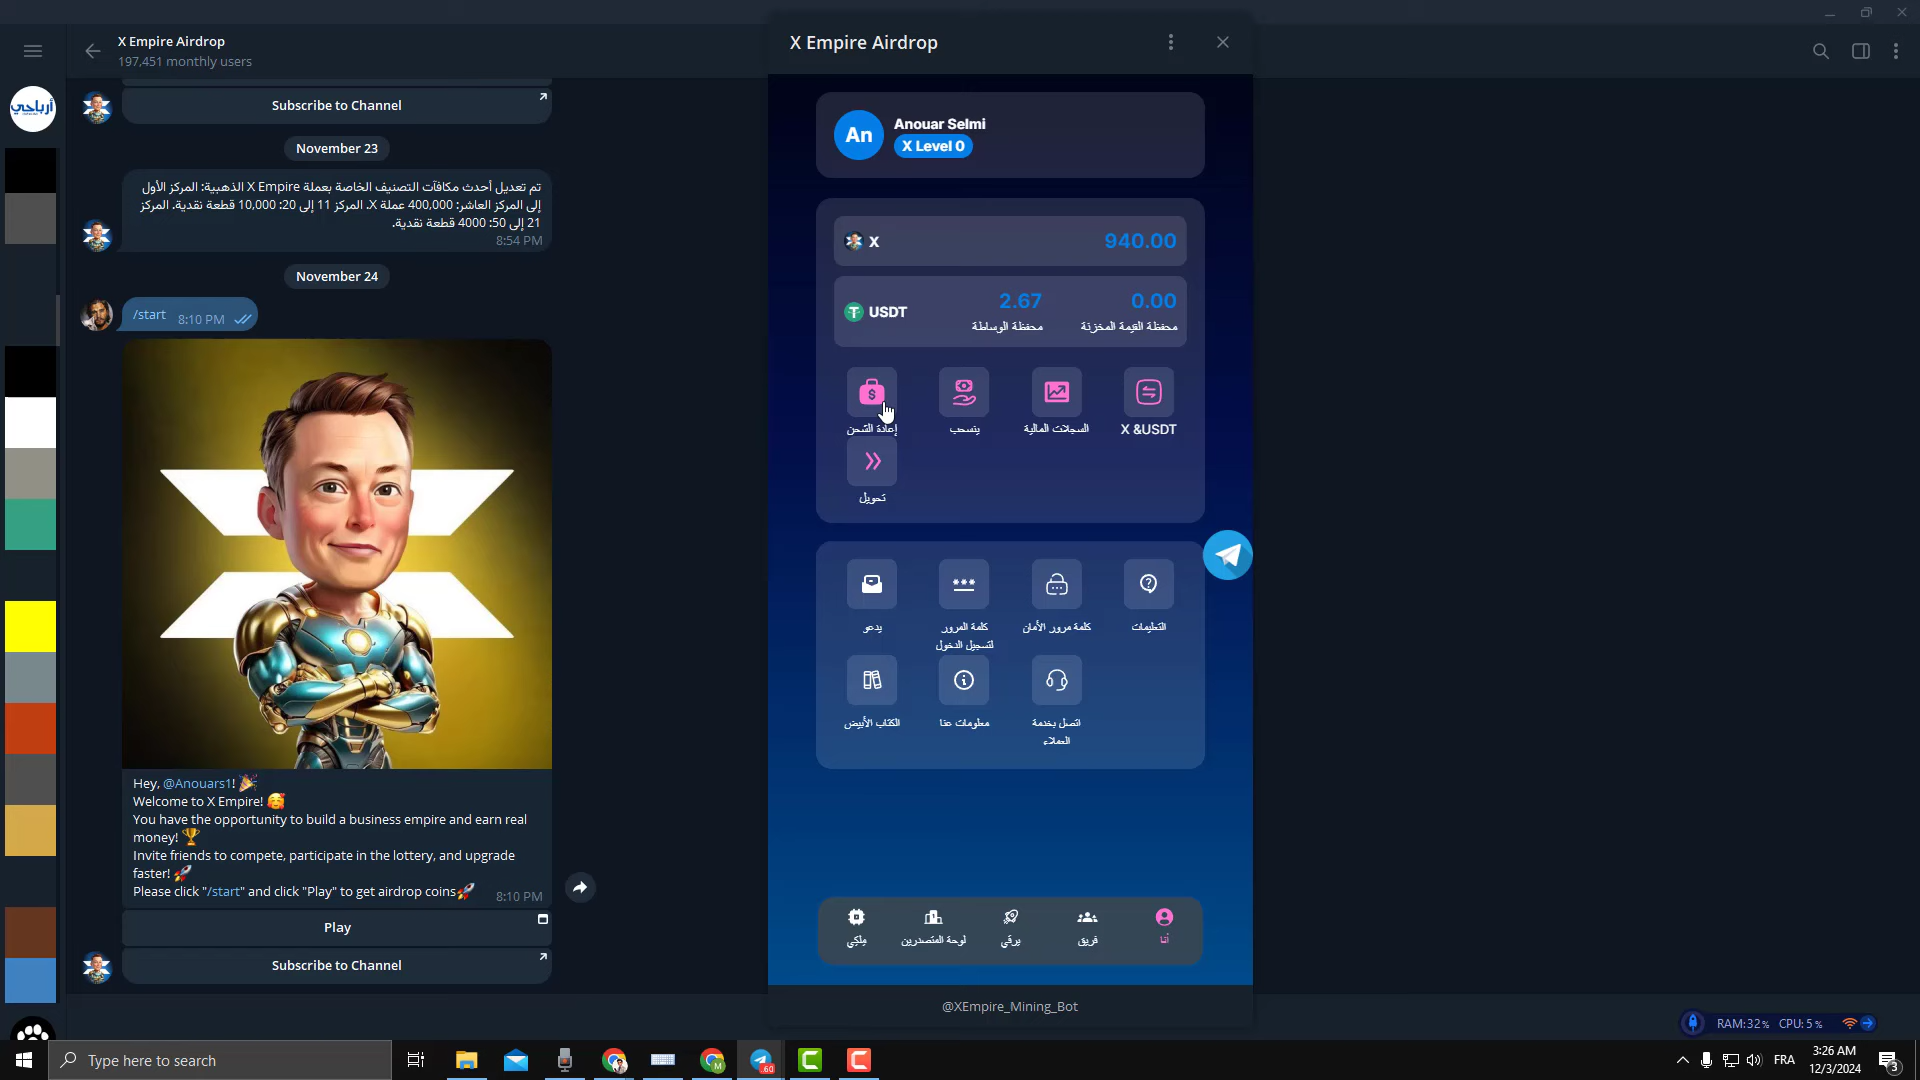 X Empire Airdrop
197,451 monthly users
أرباحي
Subscribe to Channel
November 23
تم تعديل أحدث مكافآت التصنيف الخاصة بعملة X Empire الذهبية: المركز الأول
إلى المركز العاشر: 400,000 عملة X. المركز 11 إلى 20: 10,000 قطعة نقدية. المركز
21 إلى 50: 4000 قطعة نقدية.
8:54 PM
November 24
/start 8:10 PM
Hey, @Anouars1!
Welcome to X Empire!
You have the opportunity to build a business empire and earn real
money!
Invite friends to compete, participate in the lottery, and upgrade
faster!
Please click "/start" and click "Play" to get airdrop coins
8:10 PM
Play
Subscribe to Channel
X Empire Airdrop
An
Anouar Selmi
X Level 0
X 940.00
USDT 2.67 0.00
محفظة الوساطة
محفظة القيمة المخزنة
إعادة الشحن
ينسحب
السجلات المالية
X &USDT
تحويل
يدعو
كلمة المرور
لتسجيل الدخول
كلمة مرور الأمان
التعليمات
الكتاب الأبيض
معلومات عنا
اتصل بخدمة
العملاء
مِلكِي
لوحة المتصدرين
يرقي
فريق
أنا
@XEmpire_Mining_Bot
RAM:32% CPU: 5%
Type here to search
.60
FRA
3:26 AM
12/3/2024
3